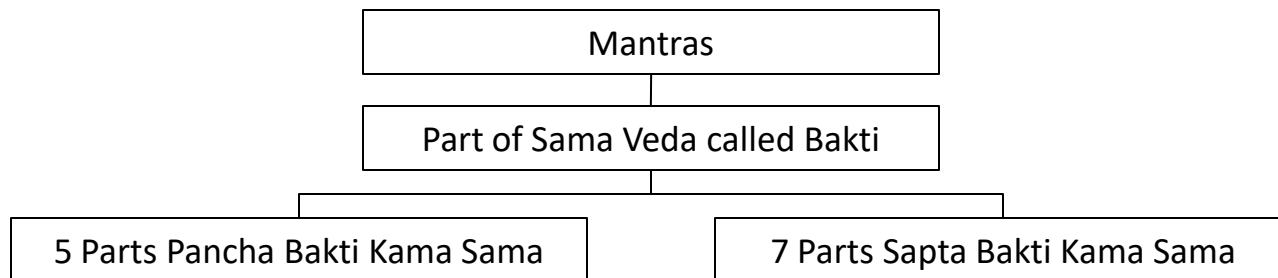 Mantras
Part of Sama Veda called Bakti
5 Parts Pancha Bakti Kama Sama
7 Parts Sapta Bakti Kama Sama